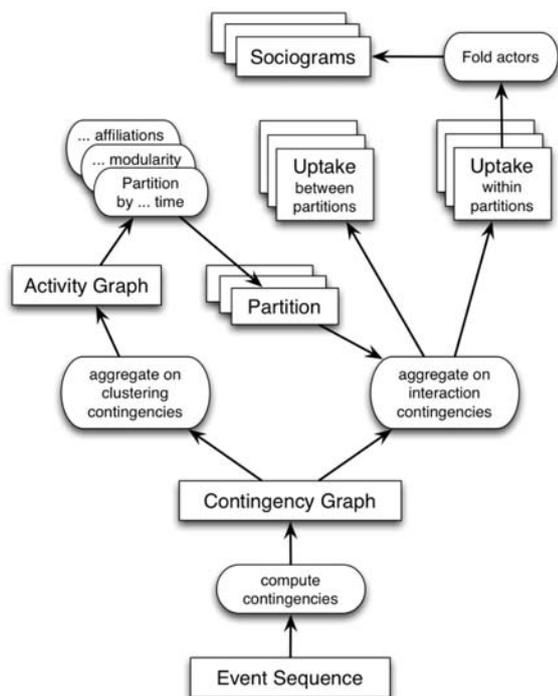 Sociograms
Fold actors
... affiliations
... modularity
Partition
by ... time
Uptake
between
partitions
Uptake
within
partitions
Activity Graph
Partition
aggregate on
clustering
contingencies
aggregate on
interaction
contingencies
Contingency Graph
compute
contingencies
Event Sequence